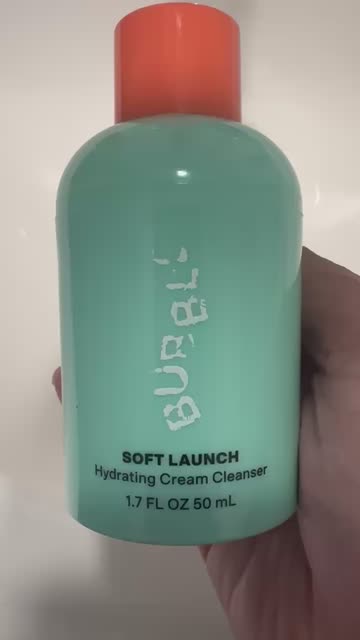 BUBBLE
SOFT LAUNCH
Hydrating Cream Cleanser
1.7 FL OZ 50 mL